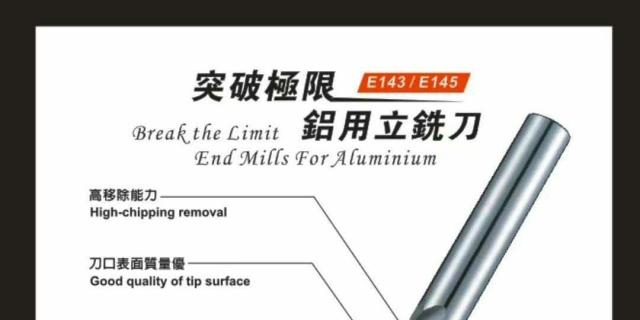 突破極限 E143 / E145
Break the Limit 鋁用立銑刀
End Mills For Aluminium
高移除能力
High-chipping removal
刀口表面質量優
Good quality of tip surface